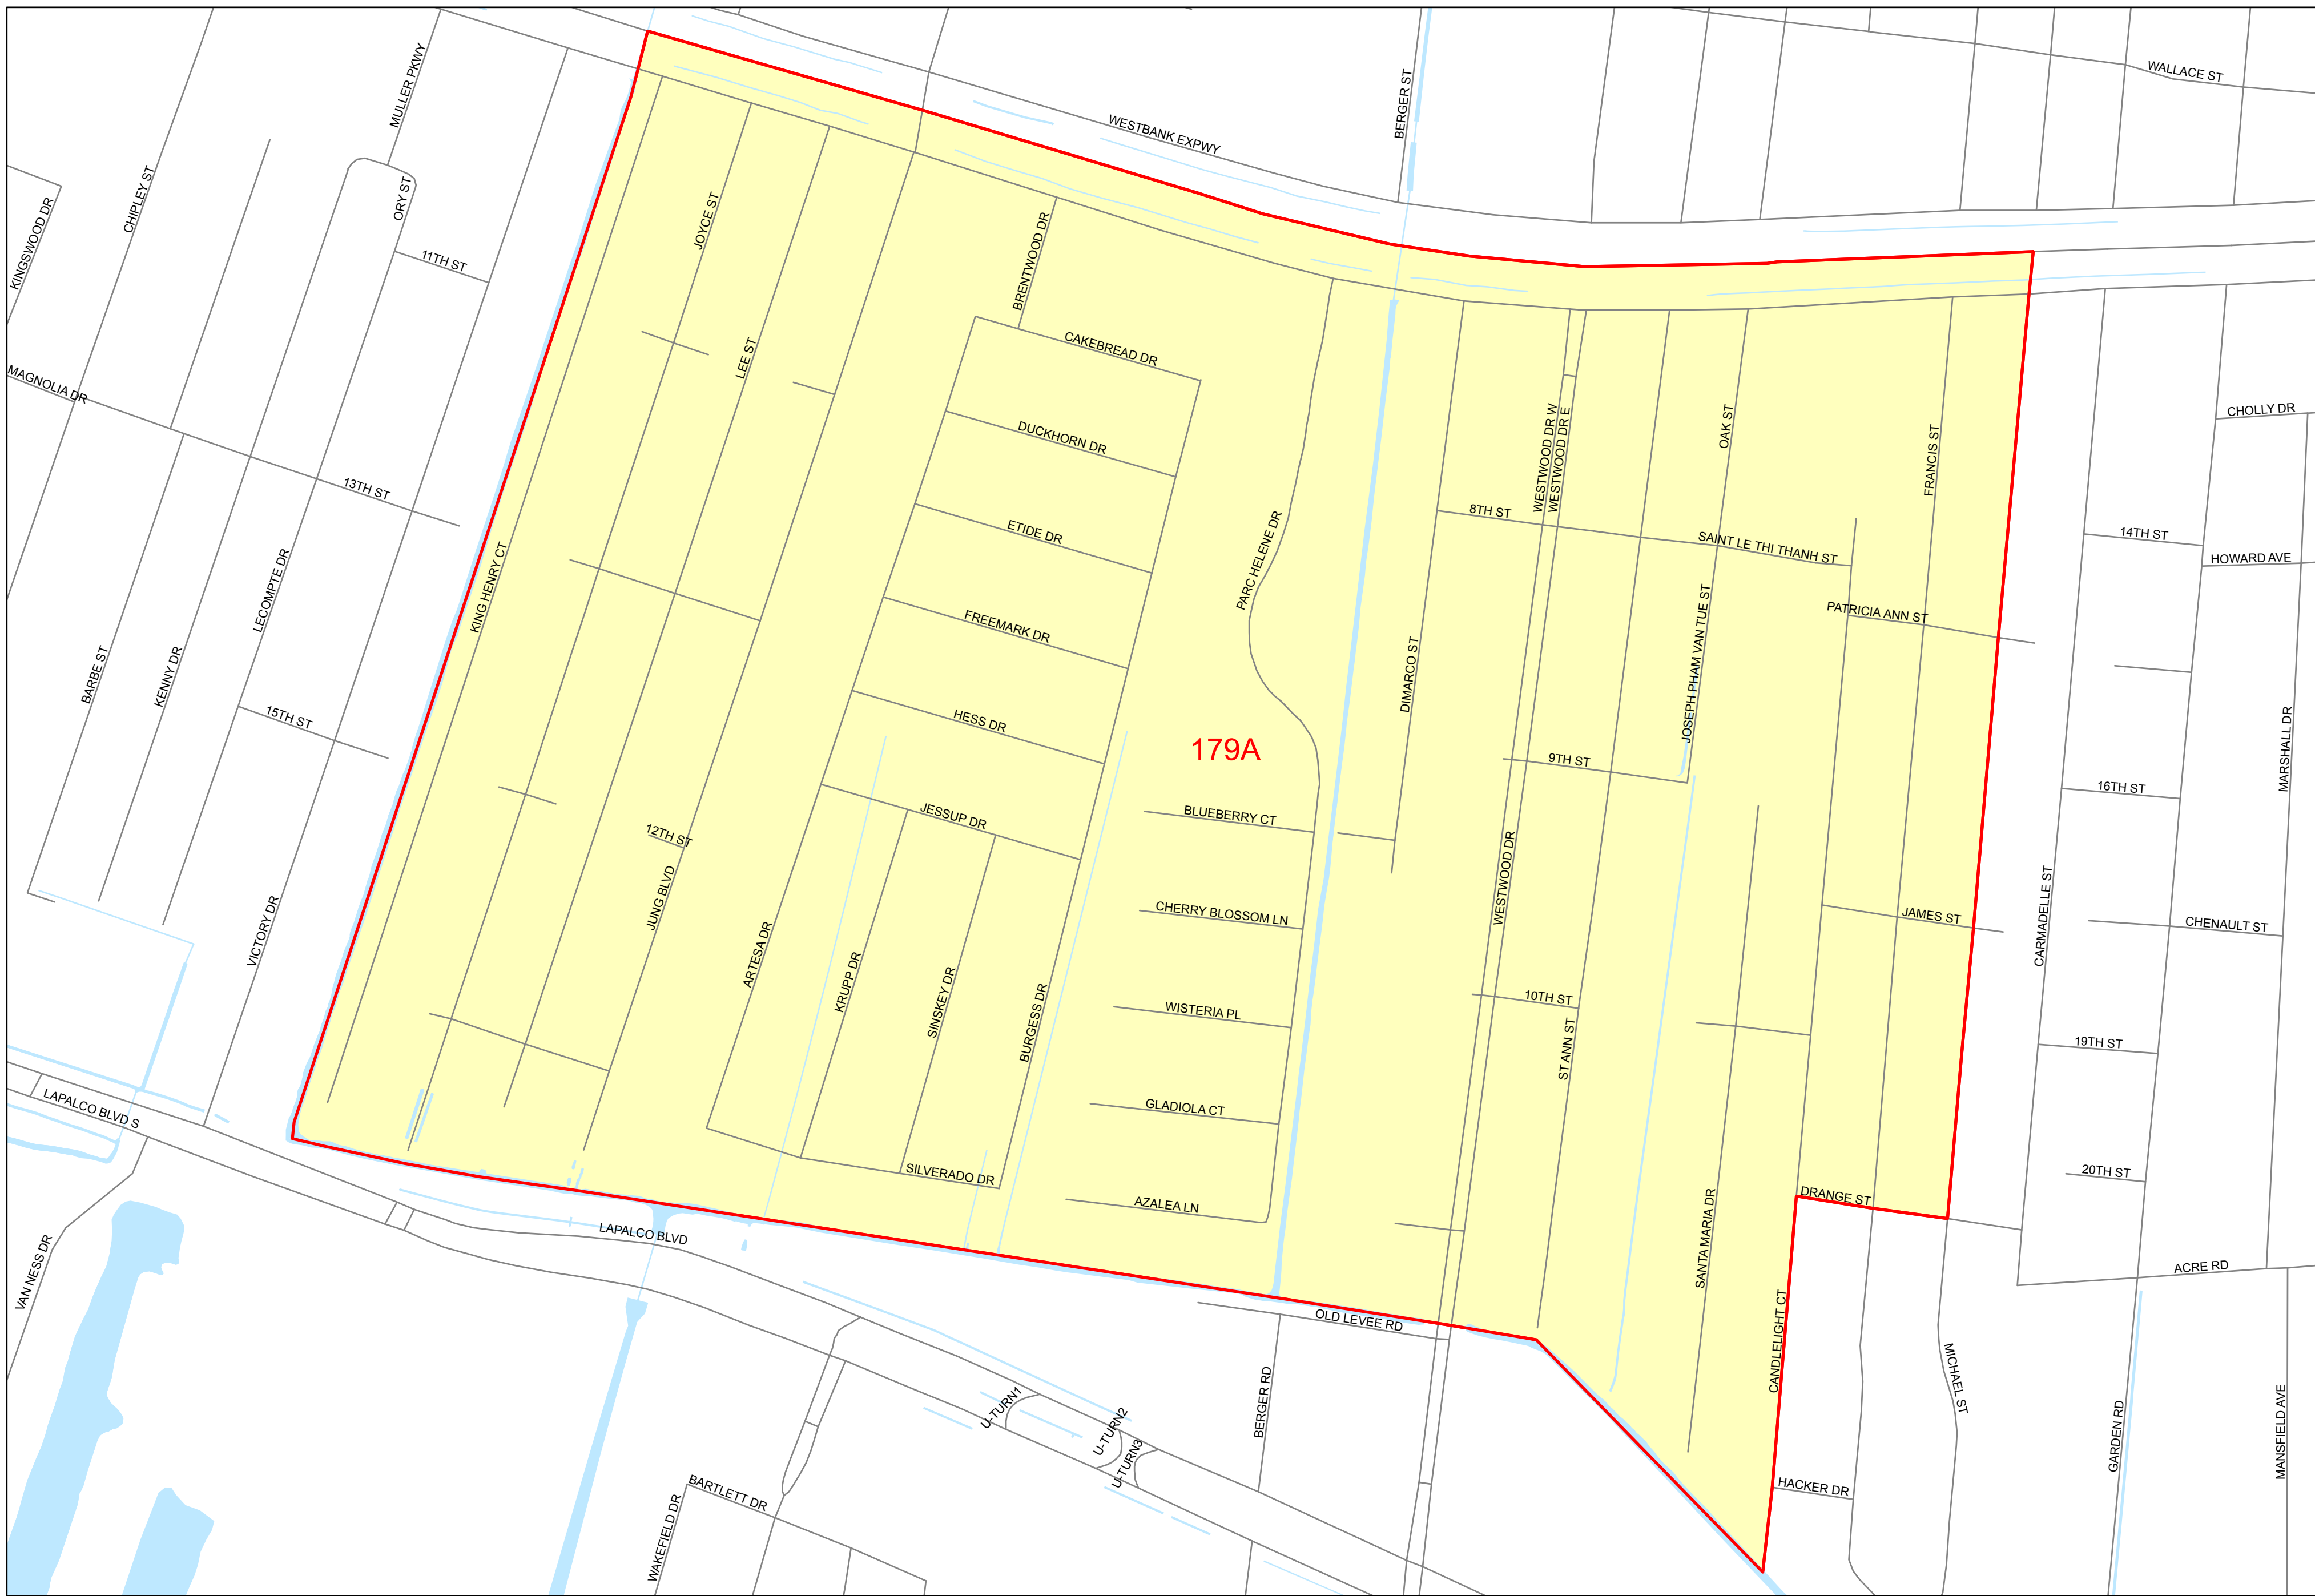 WALLACE ST
MULLER PKWY
BERGER ST
WESTBANK EXPWY
CHIPLEY ST
ORY ST
KINGSWOOD DR
JOYCE ST
BRENTWOOD DR
11TH ST
CAKEBREAD DR
LEE ST
MAGNOLIA DR
CHOLLY DR
OAK ST
WESTWOOD DR W
WESTWOOD DR E
DUCKHORN DR
FRANCIS ST
13TH ST
8TH ST
ETIDE DR
14TH ST
SAINT LE THI THANH ST
HOWARD AVE
PARC HELENE DR
KING HENRY CT
LECOMPTE DR
PATRICIA ANN ST
FREEMARK DR
JOSEPH PHAM VAN TUE ST
DIMARCO ST
BARBE ST
KENNY DR
15TH ST
HESS DR
179A
MARSHALL DR
9TH ST
16TH ST
JESSUP DR
BLUEBERRY CT
12TH ST
WESTWOOD DR
JUNG BLVD
CHERRY BLOSSOM LN
JAMES ST
CARMADELLE ST
CHENAULT ST
VICTORY DR
ARTESA DR
KRUPP DR
SINSKEY DR
10TH ST
WISTERIA PL
BURGESS DR
ST ANN ST
19TH ST
LAPALCO BLVD S
GLADIOLA CT
SILVERADO DR
20TH ST
DRANGE ST
AZALEA LN
LAPALCO BLVD
SANTA MARIA DR
VAN NESS DR
ACRE RD
OLD LEVEE RD
CANDLELIGHT CT
MICHAEL ST
BERGER RD
U-TURN1
U-TURN2
U-TURN3
GARDEN RD
MANSFIELD AVE
HACKER DR
BARTLETT DR
WAKEFIELD DR